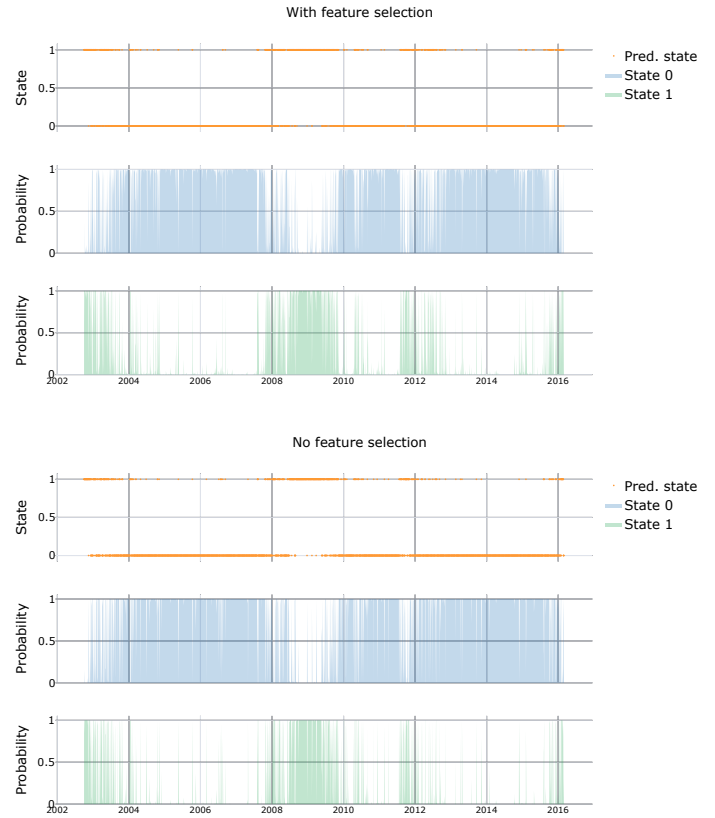 With feature selection
1
0.5
0
State
Pred. state
State 0
State 1
1
0.5
0
Probability
1
0.5
0
Probability
2002 2004 2006 2008 2010 2012 2014 2016
No feature selection
1
0.5
0
State
Pred. state
State 0
State 1
1
0.5
0
Probability
1
0.5
0
Probability
2002 2004 2006 2008 2010 2012 2014 2016